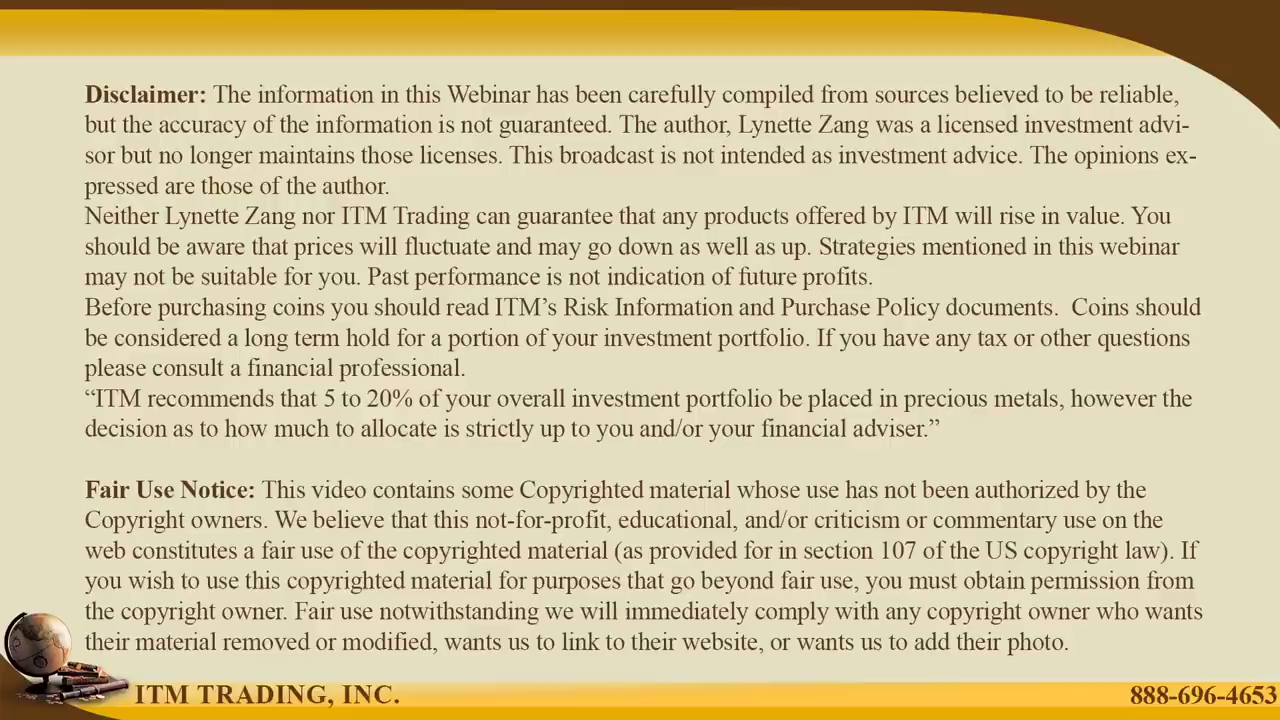 Disclaimer: The information in this Webinar has been carefully compiled from sources believed to be reliable,
but the accuracy of the information is not guaranteed. The author, Lynette Zang was a licensed investment advi-
sor but no longer maintains those licenses. This broadcast is not intended as investment advice. The opinions ex-
pressed are those of the author.
Neither Lynette Zang nor ITM Trading can guarantee that any products offered by ITM will rise in value. You
should be aware that prices will fluctuate and may go down as well as up. Strategies mentioned in this webinar
may not be suitable for you. Past performance is not indication of future profits.
Before purchasing coins you should read ITM’s Risk Information and Purchase Policy documents.  Coins should
be considered a long term hold for a portion of your investment portfolio. If you have any tax or other questions
please consult a financial professional.
“ITM recommends that 5 to 20% of your overall investment portfolio be placed in precious metals, however the
decision as to how much to allocate is strictly up to you and/or your financial adviser.”
Fair Use Notice: This video contains some Copyrighted material whose use has not been authorized by the
Copyright owners. We believe that this not-for-profit, educational, and/or criticism or commentary use on the
web constitutes a fair use of the copyrighted material (as provided for in section 107 of the US copyright law). If
you wish to use this copyrighted material for purposes that go beyond fair use, you must obtain permission from
the copyright owner. Fair use notwithstanding we will immediately comply with any copyright owner who wants
their material removed or modified, wants us to link to their website, or wants us to add their photo.
ITM TRADING, INC.
888-696-4653